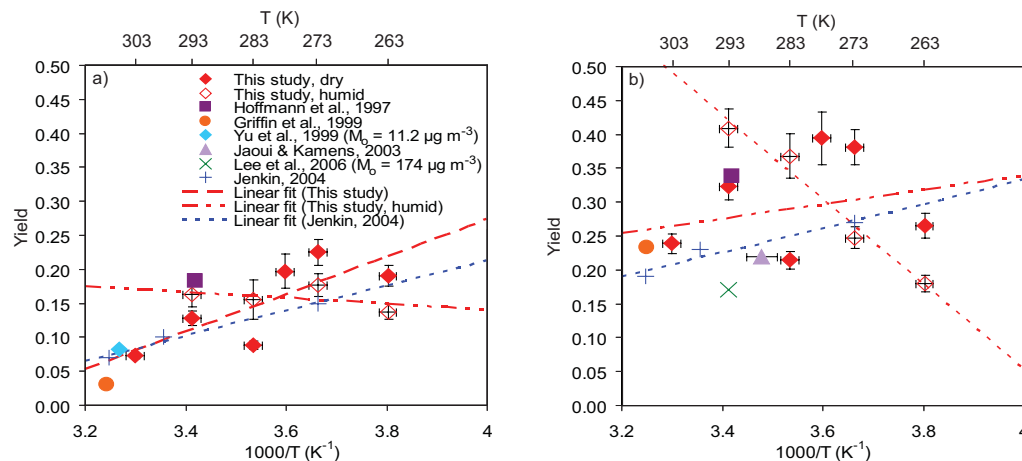 T (K)
303 293 283 273 263
0.50
0.45
0.40
0.35
0.30
0.25
0.20
0.15
0.10
0.05
0.00
Yield
a)
This study, dry
This study, humid
Hoffmann et al., 1997
Griffin et al., 1999
Yu et al., 1999 (Mo = 11.2 µg m-3)
Jaoui & Kamens, 2003
Lee et al., 2006 (Mo = 174 µg m-3)
Jenkin, 2004
Linear fit (This study)
Linear fit (This study, humid)
Linear fit (Jenkin, 2004)
3.2 3.4 3.6 3.8 4
1000/T (K-1)
T (K)
303 293 283 273 263
0.50
0.45
0.40
0.35
0.30
0.25
0.20
0.15
0.10
0.05
0.00
Yield
b)
3.2 3.4 3.6 3.8 4
1000/T (K-1)